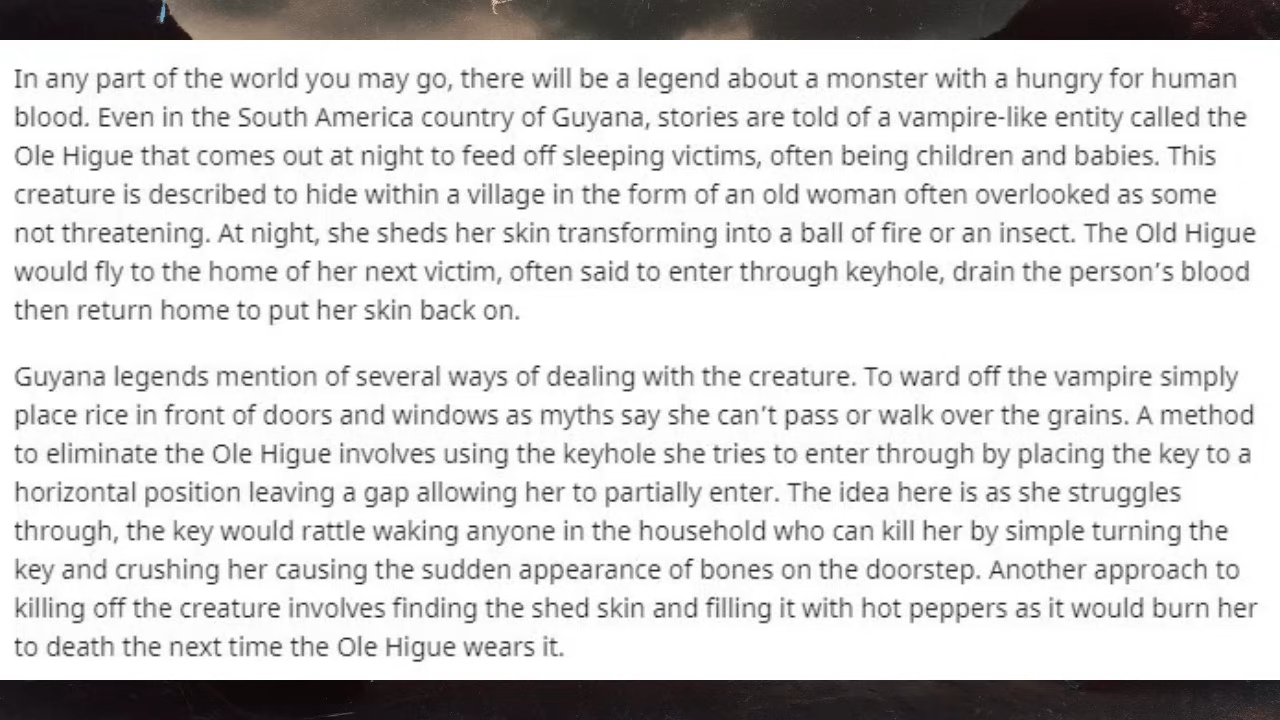 In any part of the world you may go, there will be a legend about a monster with a hungry for human
blood. Even in the South America country of Guyana, stories are told of a vampire-like entity called the
Ole Higue that comes out at night to feed off sleeping victims, often being children and babies. This
creature is described to hide within a village in the form of an old woman often overlooked as some
not threatening. At night, she sheds her skin transforming into a ball of fire or an insect. The Old Higue
would fly to the home of her next victim, often said to enter through keyhole, drain the person’s blood
then return home to put her skin back on.
Guyana legends mention of several ways of dealing with the creature. To ward off the vampire simply
place rice in front of doors and windows as myths say she can’t pass or walk over the grains. A method
to eliminate the Ole Higue involves using the keyhole she tries to enter through by placing the key to a
horizontal position leaving a gap allowing her to partially enter. The idea here is as she struggles
through, the key would rattle waking anyone in the household who can kill her by simple turning the
key and crushing her causing the sudden appearance of bones on the doorstep. Another approach to
killing off the creature involves finding the shed skin and filling it with hot peppers as it would burn her
to death the next time the Ole Higue wears it.